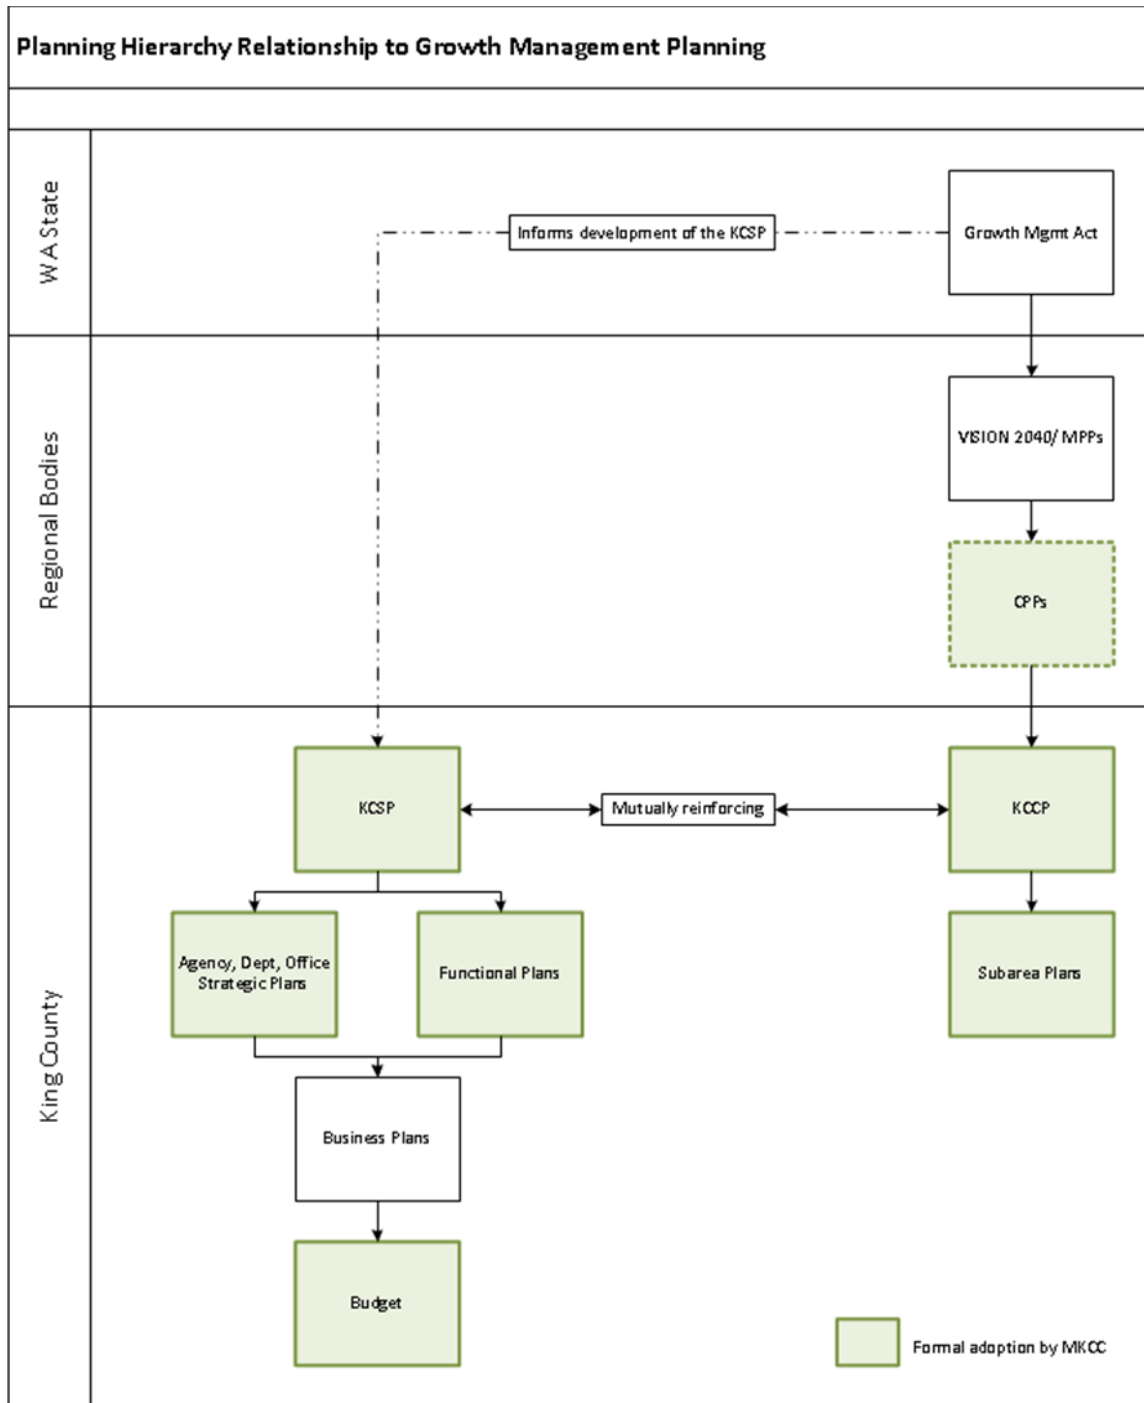 Planning Hierarchy Relationship to Growth Management Planning
WA State
Informs development of the KCSP
Growth Mgmt Act
Regional Bodies
VISION 2040/ MPPs
CPPs
King County
KCSP
Mutually reinforcing
KCCP
Agency, Dept, Office
Strategic Plans
Functional Plans
Subarea Plans
Business Plans
Budget
Formal adoption by MKCC